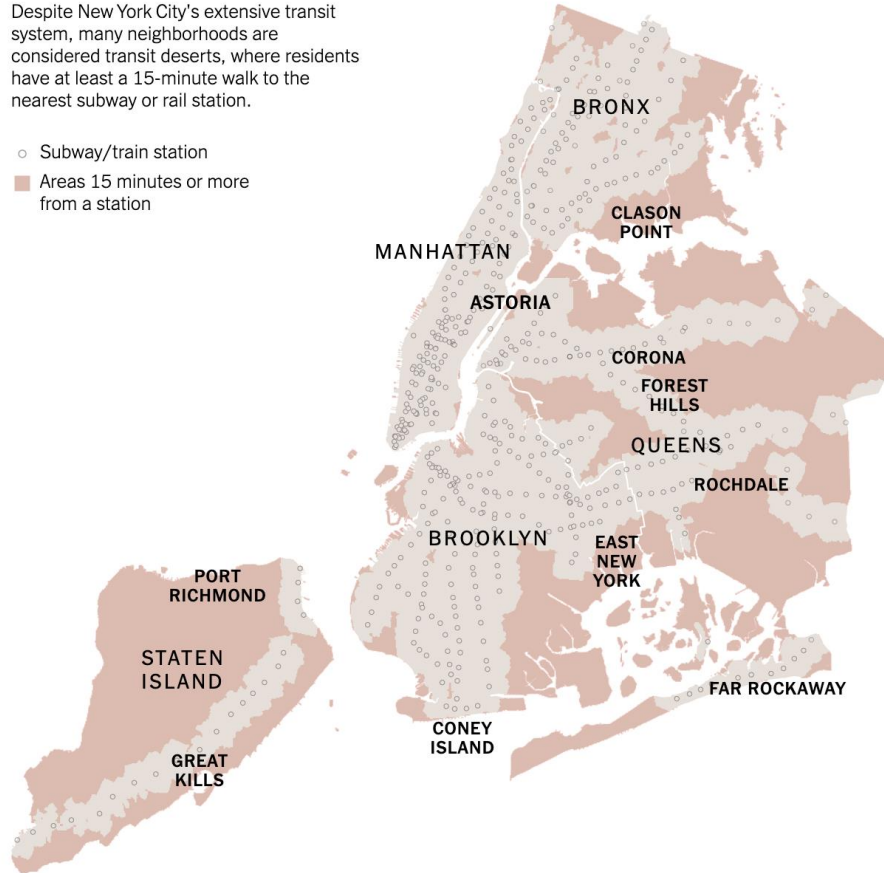 Despite New York City's extensive transit
system, many neighborhoods are
considered transit deserts, where residents
have at least a 15-minute walk to the
nearest subway or rail station.
Subway/train station
Areas 15 minutes or more
from a station
BRONX
CLASON
POINT
MANHATTAN
ASTORIA
CORONA
FOREST
HILLS
QUEENS
ROCHDALE
BROOKLYN
EAST
NEW
YORK
PORT
RICHMOND
STATEN
ISLAND
FAR ROCKAWAY
CONEY
ISLAND
GREAT
KILLS